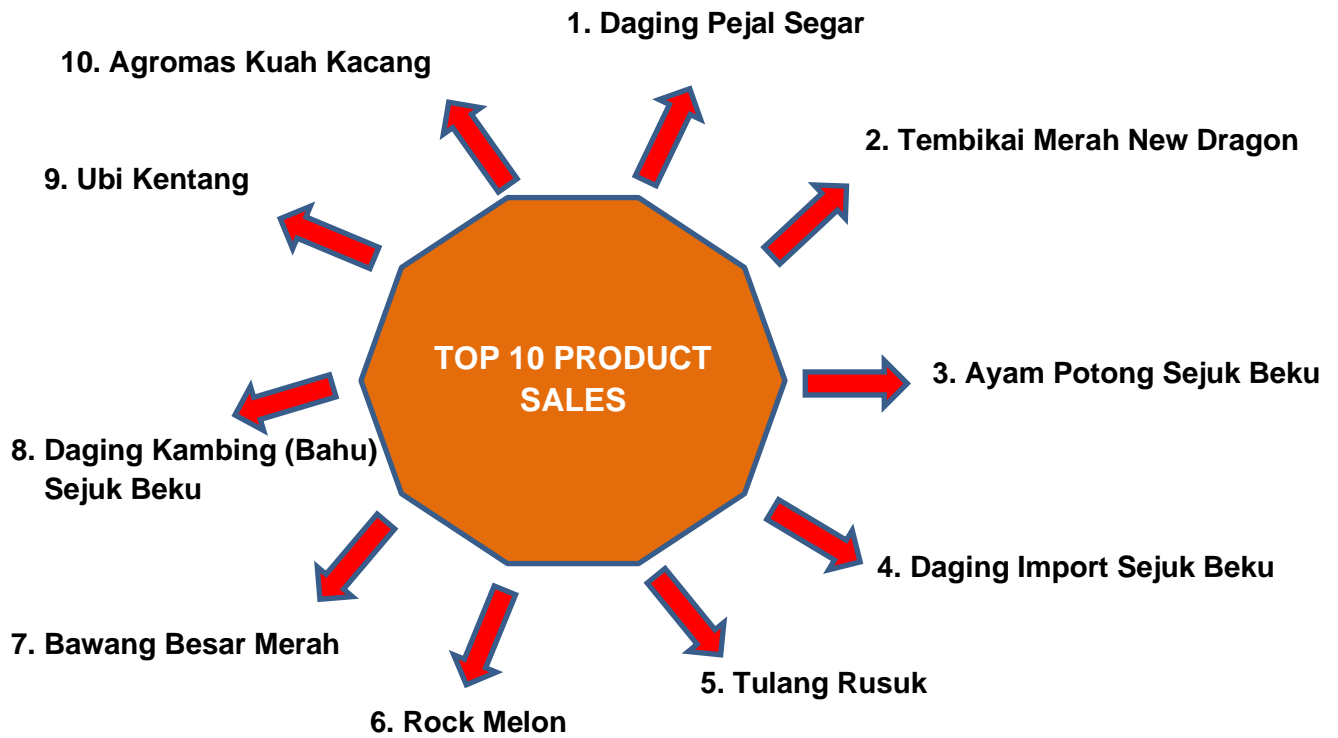 TOP 10 PRODUCT
SALES
1. Daging Pejal Segar
2. Tembikai Merah New Dragon
3. Ayam Potong Sejuk Beku
4. Daging Import Sejuk Beku
5. Tulang Rusuk
6. Rock Melon
7. Bawang Besar Merah
8. Daging Kambing (Bahu)
Sejuk Beku
9. Ubi Kentang
10. Agromas Kuah Kacang